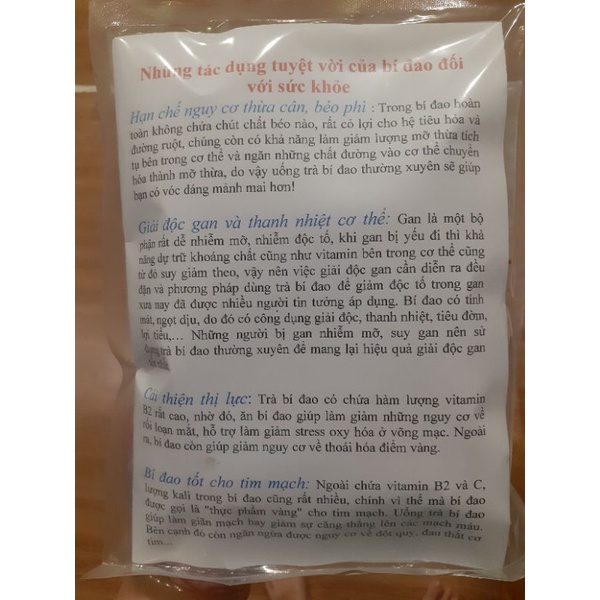 Những tác dụng tuyệt vời của bí đao đối
với sức khỏe
Hạn chế nguy cơ thừa cân, béo phì : Trong bí đao hoàn
toàn không chứa chút chất béo nào, rất có lợi cho hệ tiêu hóa và
đường ruột, chúng còn có khả năng làm giảm lượng mỡ thừa tích
tụ bên trong cơ thể và ngăn những chất đường vào cơ thể chuyển
hóa thành mỡ thừa, do vậy uống trà bí đao thường xuyên sẽ giúp
bạn có vóc dáng mảnh mai hơn!
Giải độc gan và thanh nhiệt cơ thể: Gan là một bộ
phận rất dễ nhiễm mỡ, nhiễm độc tố, khi gan bị yếu đi thì khả
năng dự trữ khoáng chất cũng như vitamin bên trong cơ thể cũng
từ đó suy giảm theo, vậy nên việc giải độc gan cần diễn ra đều
đặn và phương pháp dùng trà bí đao để giảm độc tố trong gan
xưa nay đã được nhiều người tin tưởng áp dụng. Bí đao có tính
mát, ngọt dịu, do đó có công dụng giải độc, thanh nhiệt, tiêu đờm,
lợi tiểu,... Những người bị gan nhiễm mỡ, suy gan nên sử
dụng trà bí đao thường xuyên để mang lại hiệu quả giải độc gan
Cải thiện thị lực: Trà bí đao có chứa hàm lượng vitamin
B2 rất cao, nhờ đó, ăn bí đao giúp làm giảm những nguy cơ về
rối loạn mắt, hỗ trợ làm giảm stress oxy hóa ở võng mạc. Ngoài
ra, bí đao còn giúp giảm nguy cơ về thoái hóa điểm vàng.
Bí đao tốt cho tim mạch: Ngoài chứa vitamin B2 và C,
lượng kali trong bí đao cũng rất nhiều, chính vì thế mà bí đao
được gọi là "thực phẩm vàng" cho tim mạch. Uống trà bí đao
giúp làm giãn mạch hay giảm sự căng thẳng lên các mạch máu.
Bên cạnh đó còn ngăn ngừa được nguy cơ về đột quỵ, đau thắt cơ
tim....